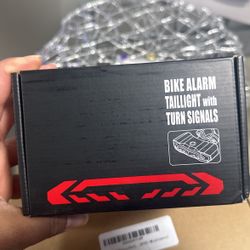 BIKE ALARM
TAILLIGHT with
TURN SIGNALS